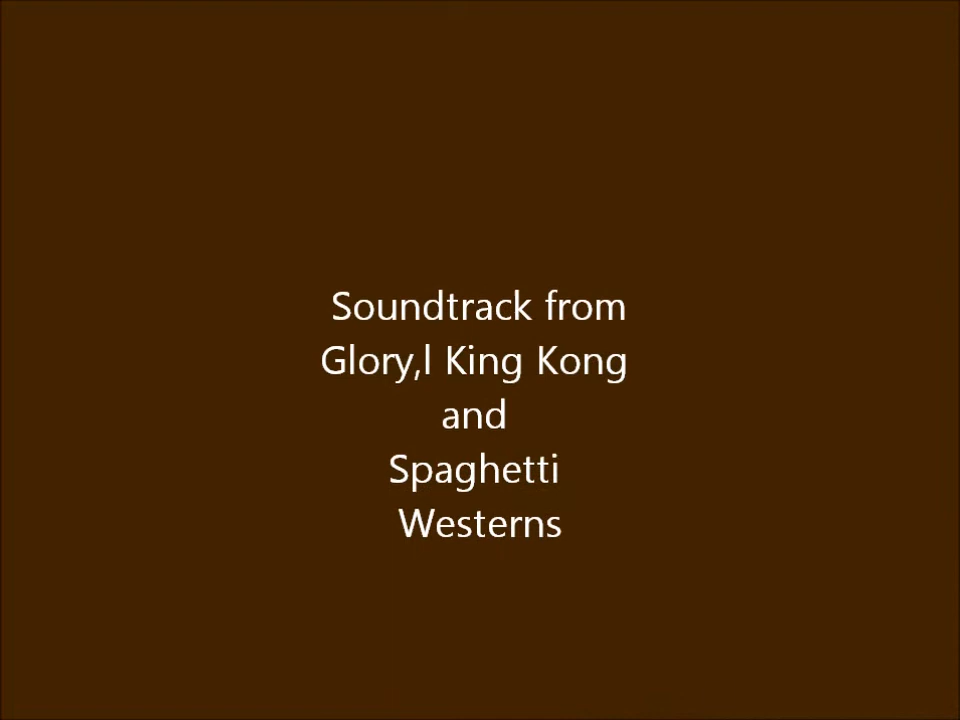 Soundtrack from
Glory,l King Kong
and
Spaghetti
Westerns